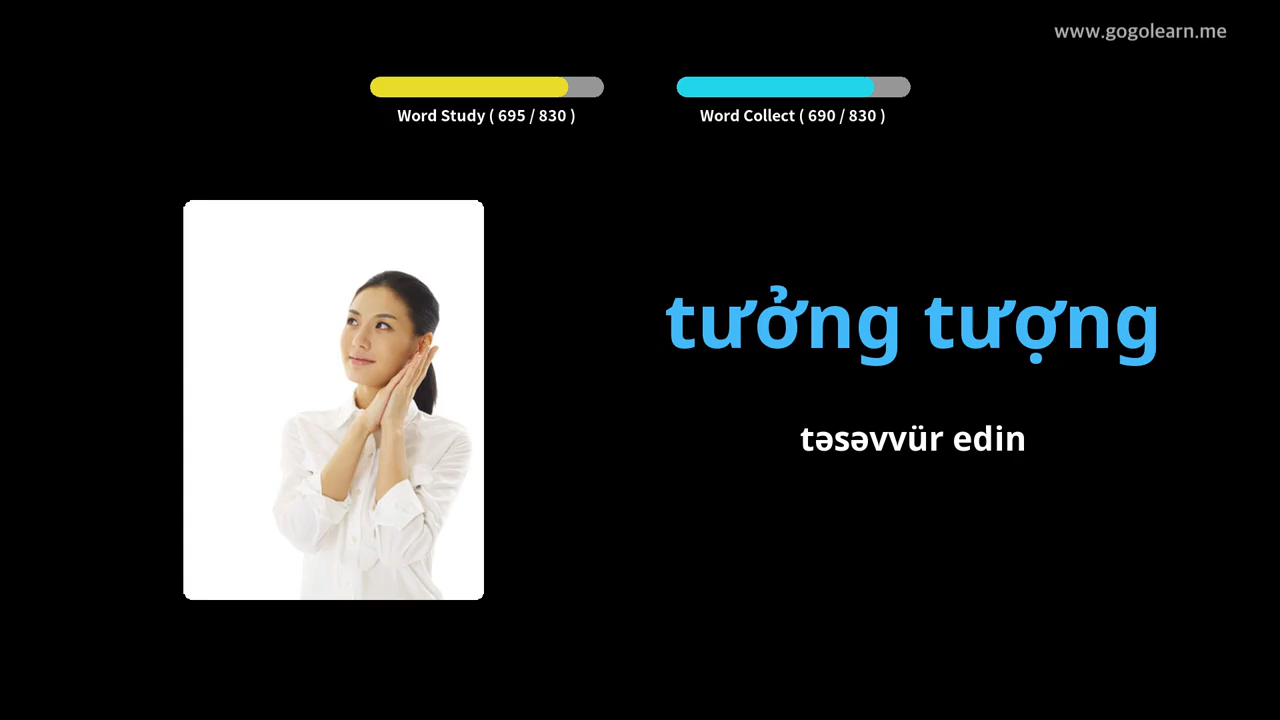 www.gogolearn.me
Word Study ( 695 / 830 )
Word Collect ( 690 / 830 )
tưởng tượng
təsəvvür edin